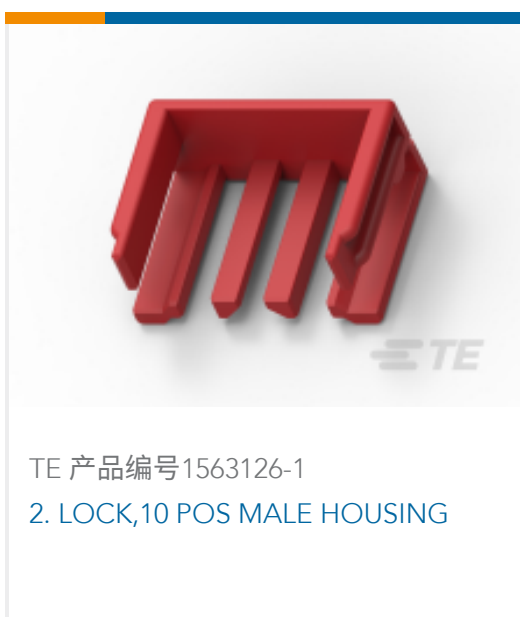 TE
TE 产品编号1563126-1
2. LOCK,10 POS MALE HOUSING